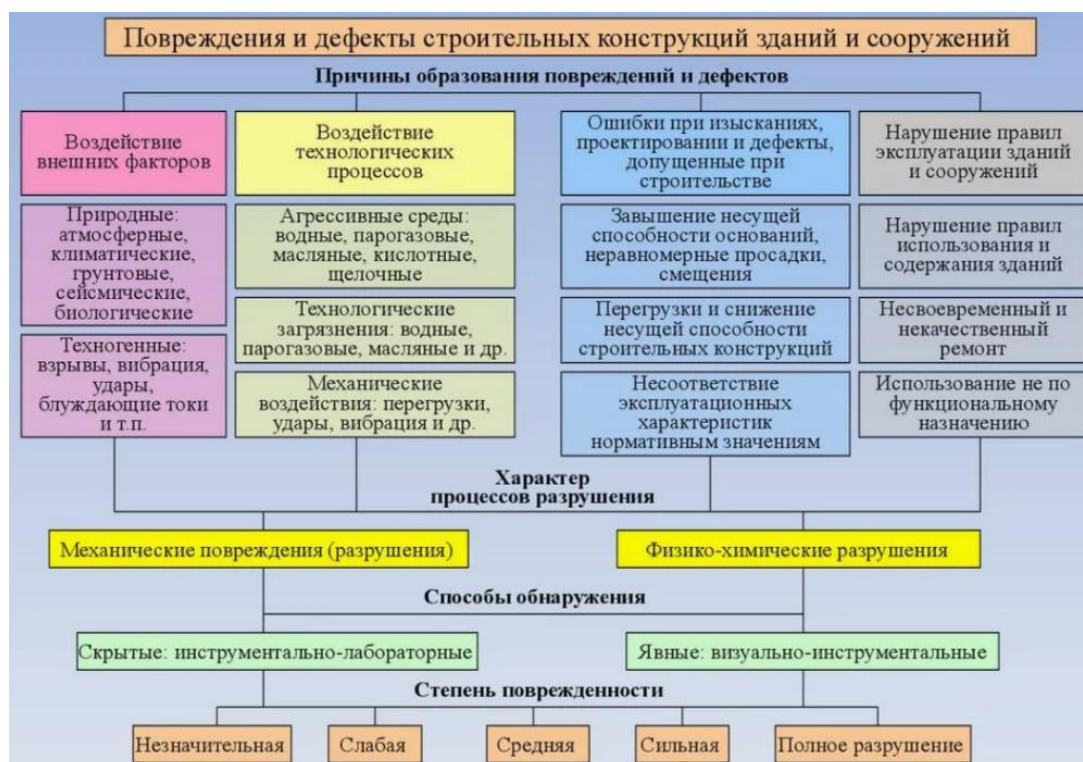 Повреждения и дефекты строительных конструкций зданий и сооружений
Причины образования повреждений и дефектов
Воздействие
внешних факторов
Природные:
атмосферные,
климатические,
грунтовые,
сейсмические,
биологические
Техногенные:
взрывы, вибрация,
удары,
блуждающие токи
и т.п.
Воздействие
технологических
процессов
Агрессивные среды:
водные, парогазовые,
масляные, кислотные,
щелочные
Технологические
загрязнения: водные,
парогазовые, масляные и др.
Механические
воздействия: перегрузки,
удары, вибрация и др.
Ошибки при изысканиях,
проектировании и дефекты,
допущенные при
строительстве
Завышение несущей
способности оснований,
неравномерные просадки,
смещения
Перегрузки и снижение
несущей способности
строительных конструкций
Несоответствие
эксплуатационных
характеристик
нормативным значениям
Нарушение правил
эксплуатации зданий
и сооружений
Нарушение правил
использования и
содержания зданий
Несвоевременный и
некачественный
ремонт
Использование не по
функциональному
назначению
Характер
процессов разрушения
Механические повреждения (разрушения)
Физико-химические разрушения
Способы обнаружения
Скрытые: инструментально-лабораторные
Явные: визуально-инструментальные
Степень поврежденности
Незначительная
Слабая
Средняя
Сильная
Полное разрушение